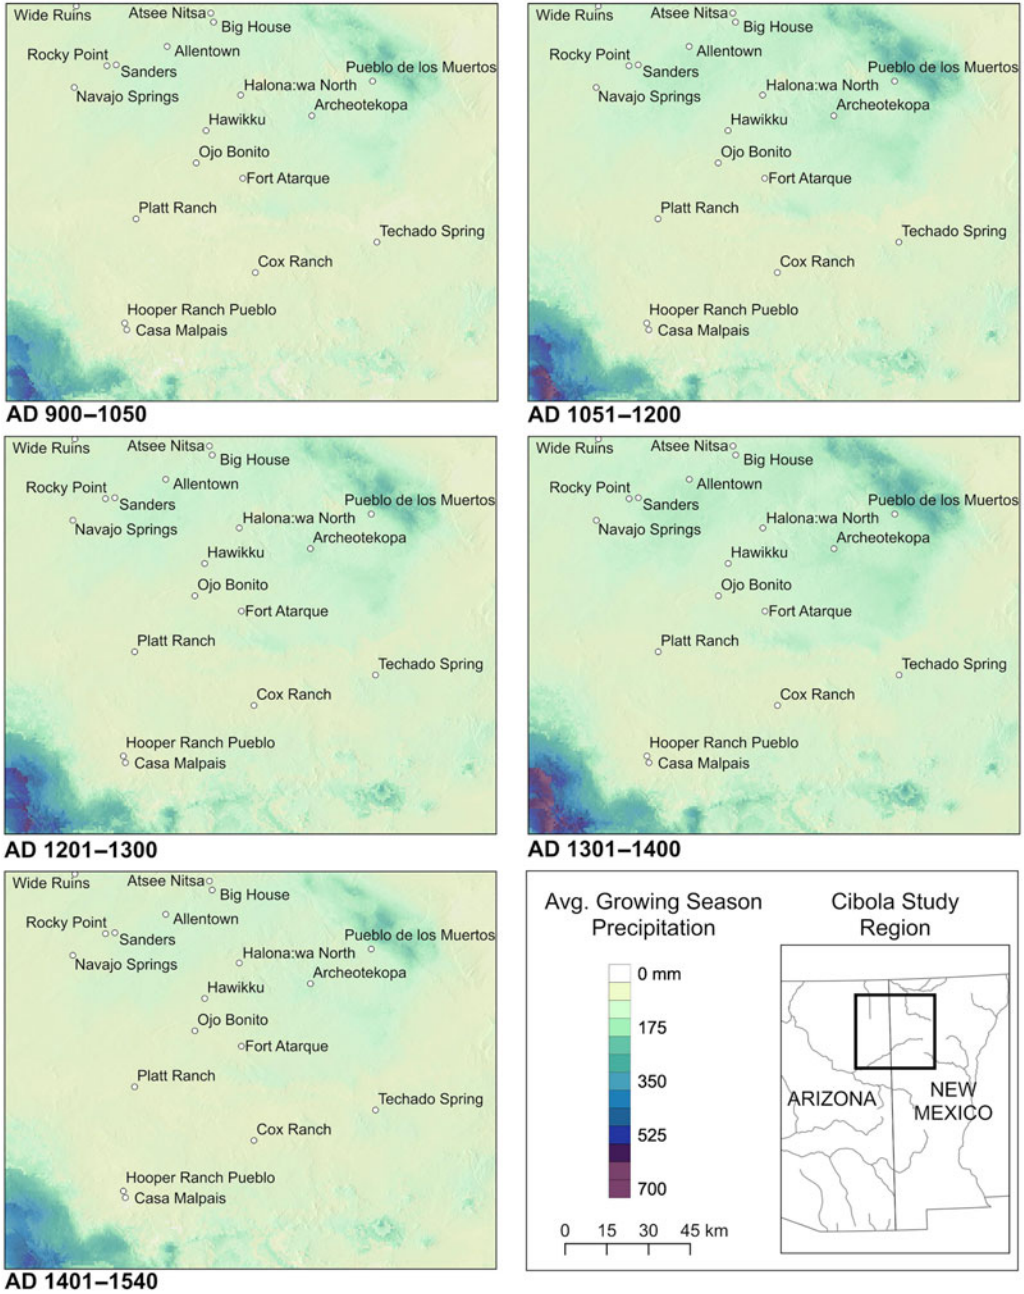 Wide Ruins
Atsee Nitsa
Big House
Allentown
Rocky Point
Sanders
Pueblo de los Muertos
Navajo Springs
Halona:wa North
Archeotekopa
Hawikku
Ojo Bonito
Fort Atarque
Platt Ranch
Techado Spring
Cox Ranch
Hooper Ranch Pueblo
Casa Malpais
AD 900–1050
Wide Ruins
Atsee Nitsa
Big House
Allentown
Rocky Point
Sanders
Pueblo de los Muertos
Navajo Springs
Halona:wa North
Archeotekopa
Hawikku
Ojo Bonito
Fort Atarque
Platt Ranch
Techado Spring
Cox Ranch
Hooper Ranch Pueblo
Casa Malpais
AD 1051–1200
Wide Ruins
Atsee Nitsa
Big House
Allentown
Rocky Point
Sanders
Pueblo de los Muertos
Navajo Springs
Halona:wa North
Archeotekopa
Hawikku
Ojo Bonito
Fort Atarque
Platt Ranch
Techado Spring
Cox Ranch
Hooper Ranch Pueblo
Casa Malpais
AD 1201–1300
Wide Ruins
Atsee Nitsa
Big House
Allentown
Rocky Point
Sanders
Pueblo de los Muertos
Navajo Springs
Halona:wa North
Archeotekopa
Hawikku
Ojo Bonito
Fort Atarque
Platt Ranch
Techado Spring
Cox Ranch
Hooper Ranch Pueblo
Casa Malpais
AD 1301–1400
Wide Ruins
Atsee Nitsa
Big House
Allentown
Rocky Point
Sanders
Pueblo de los Muertos
Navajo Springs
Halona:wa North
Archeotekopa
Hawikku
Ojo Bonito
Fort Atarque
Platt Ranch
Techado Spring
Cox Ranch
Hooper Ranch Pueblo
Casa Malpais
AD 1401–1540
Avg. Growing Season
Precipitation
0 mm
175
350
525
700
0 15 30 45 km
Cibola Study
Region
ARIZONA
NEW
MEXICO